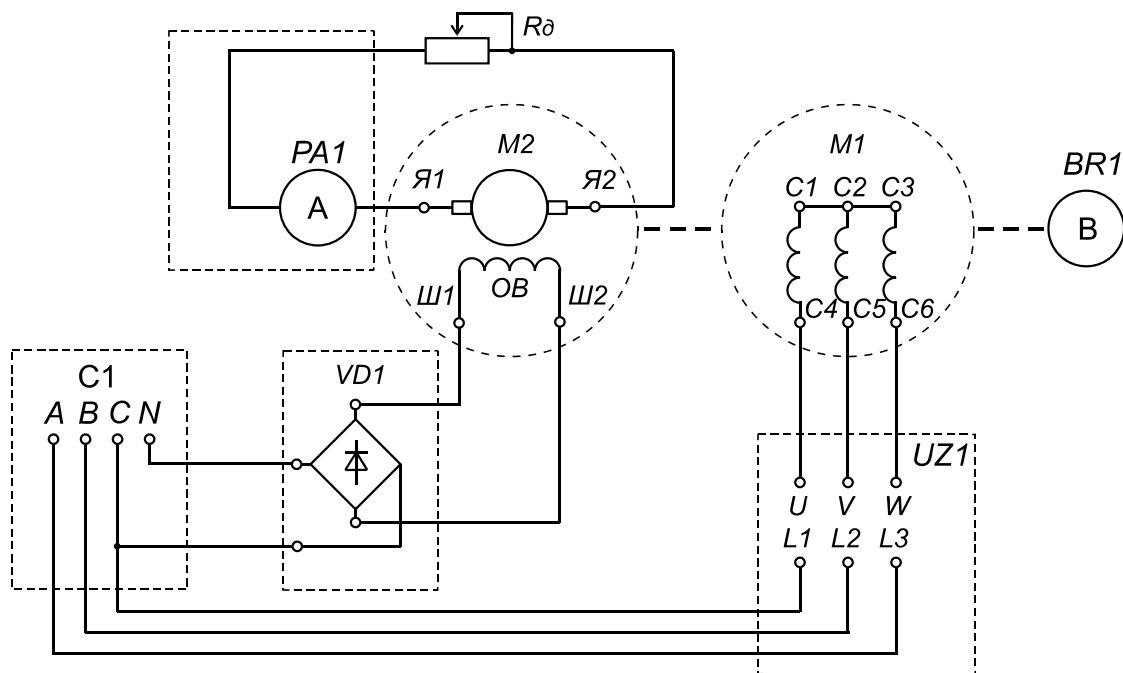 Rд
PA1
A
Я1
M2
Я2
M1
C1 C2 C3
BR1
B
Ш1
ОВ
Ш2
C4 C5 C6
C1
A B C N
VD1
UZ1
U V W
L1 L2 L3